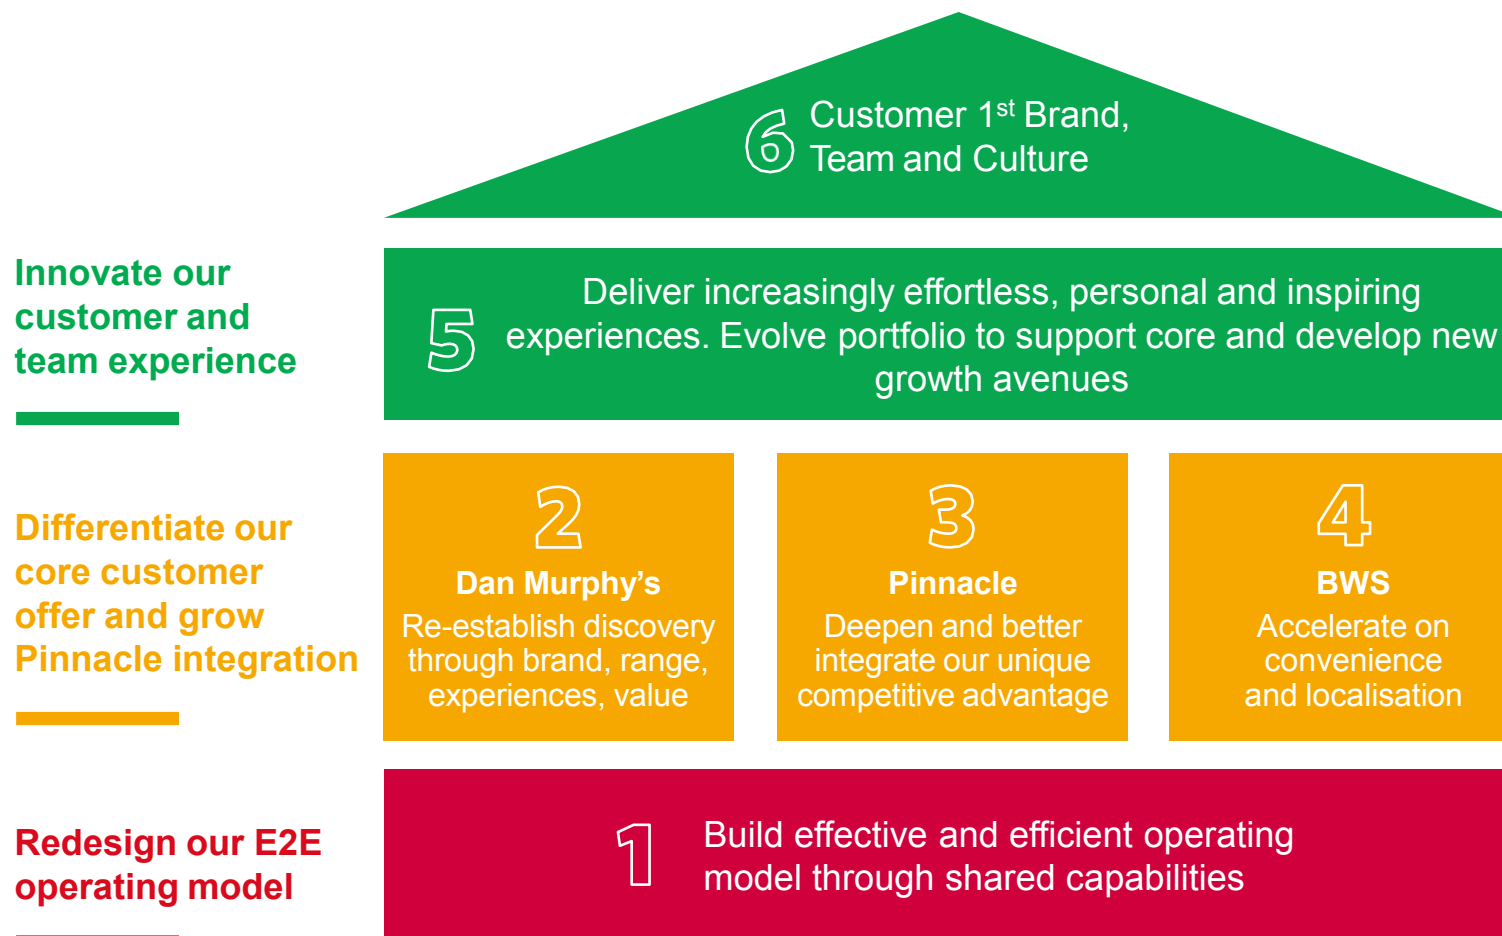 6
Customer 1st Brand,
Team and Culture
Innovate our
customer and
team experience
5
Deliver increasingly effortless, personal and inspiring
experiences. Evolve portfolio to support core and develop new
growth avenues
Differentiate our
core customer
offer and grow
Pinnacle integration
2
Dan Murphy’s
Re-establish discovery
through brand, range,
experiences, value
3
Pinnacle
Deepen and better
integrate our unique
competitive advantage
4
BWS
Accelerate on
convenience
and localisation
Redesign our E2E
operating model
1
Build effective and efficient operating
model through shared capabilities